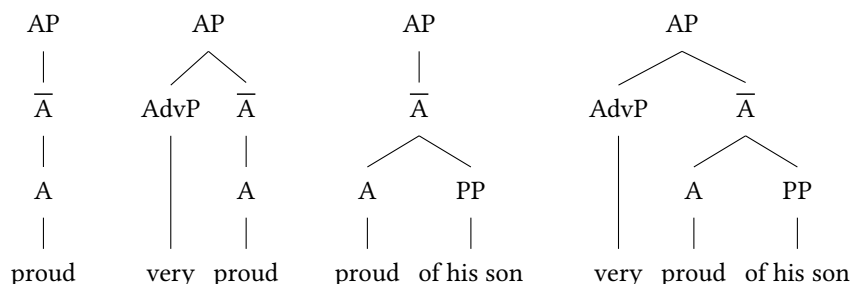 AP AP AP AP
A̅ AdvP A̅ A̅ AdvP A̅
A A A PP A PP
proud very proud proud of his son very proud of his son